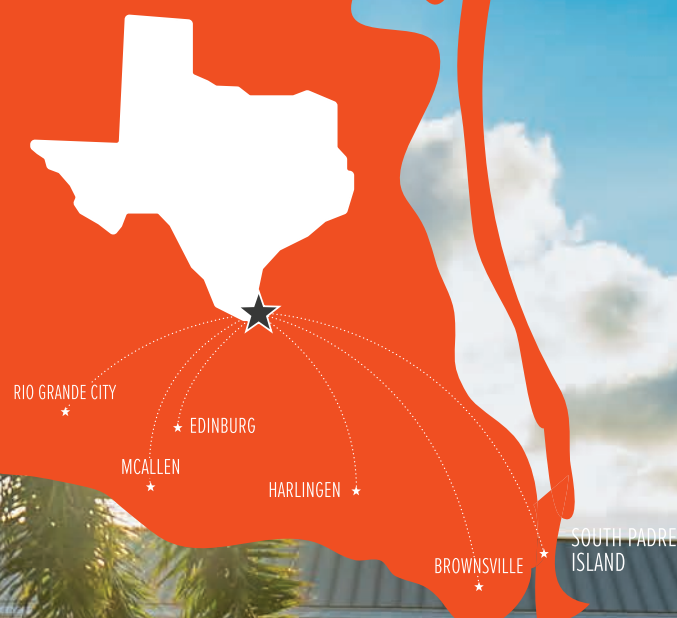 RIO GRANDE CITY
EDINBURG
MCALLEN
HARLINGEN
SOUTH PADRE
ISLAND
BROWNSVILLE